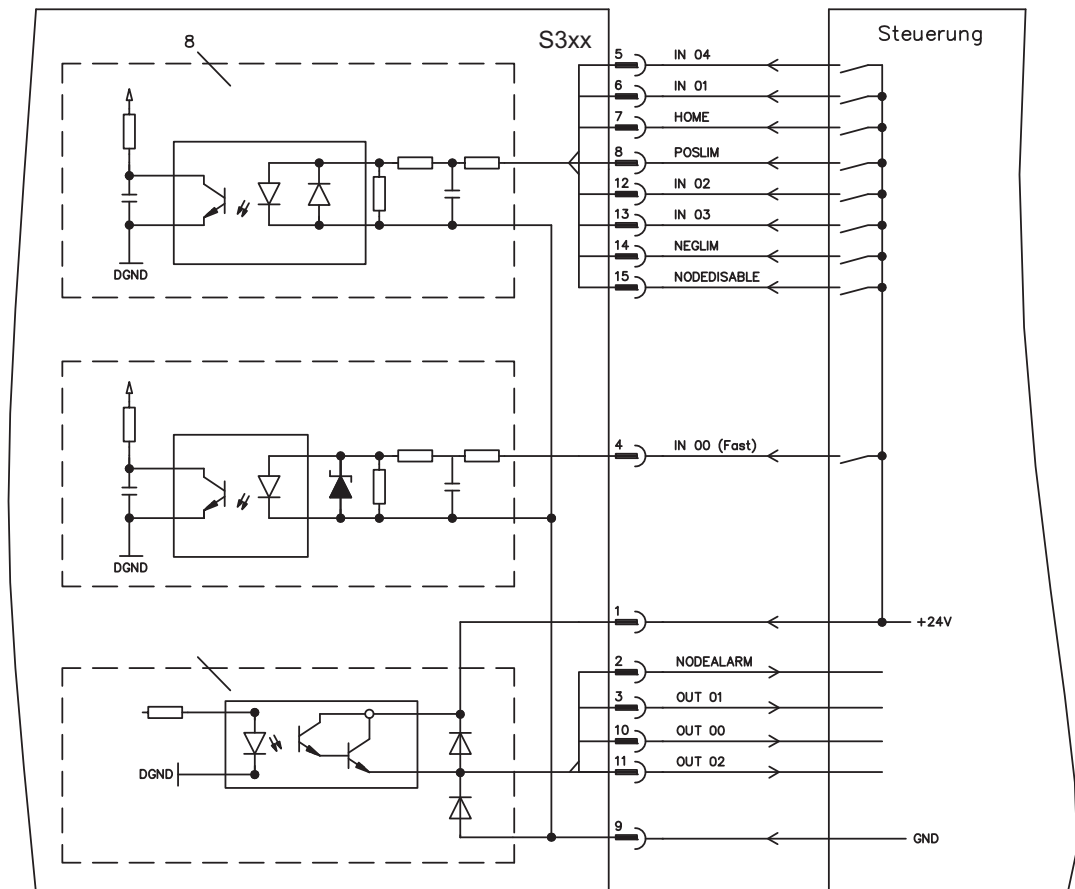 S3xx
Steuerung
8
5 IN 04
6 IN 01
7 HOME
8 POSLIM
12 IN 02
13 IN 03
14 NEGLIM
15 NODEDISABLE
DGND
4 IN 00 (Fast)
DGND
1 +24V
2 NODEALARM
3 OUT 01
10 OUT 00
11 OUT 02
DGND
9 GND